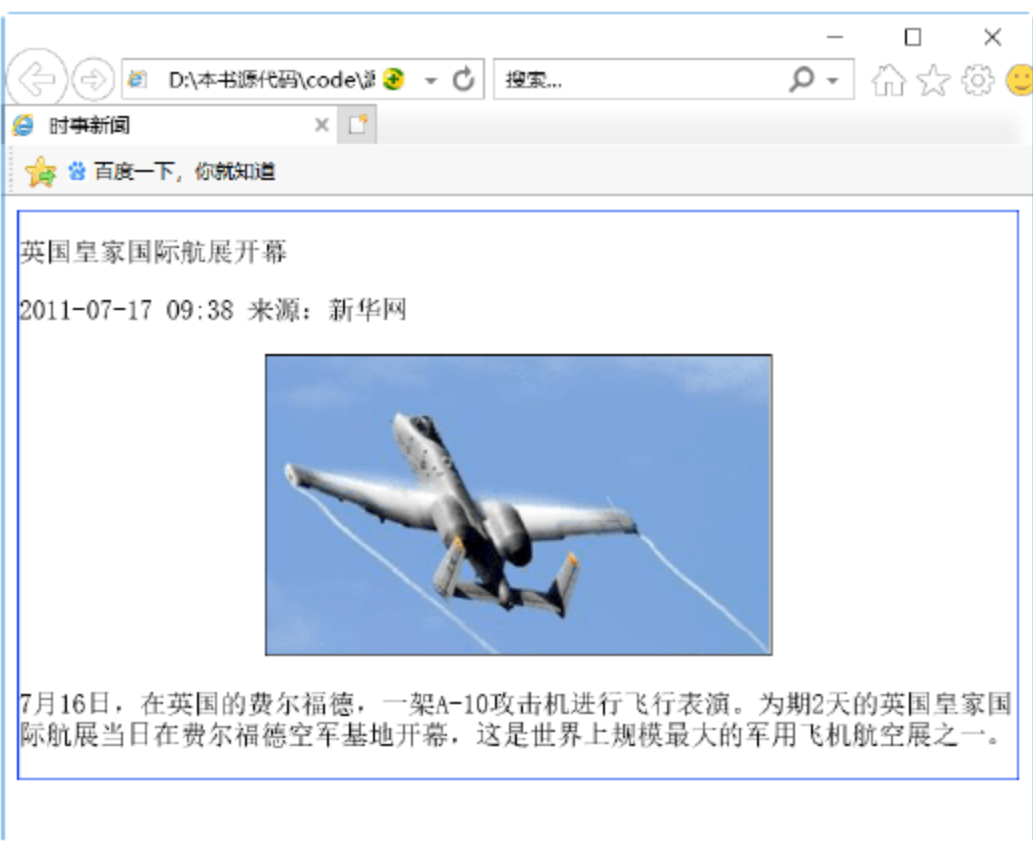 D:\本书源代码\code\
搜索...
时事新闻
百度一下，你就知道
英国皇家国际航展开幕
2011-07-17 09:38 来源：新华网
7月16日，在英国的费尔福德，一架A-10攻击机进行飞行表演。为期2天的英国皇家国
际航展当日在费尔福德空军基地开幕，这是世界上规模最大的军用飞机航空展之一。